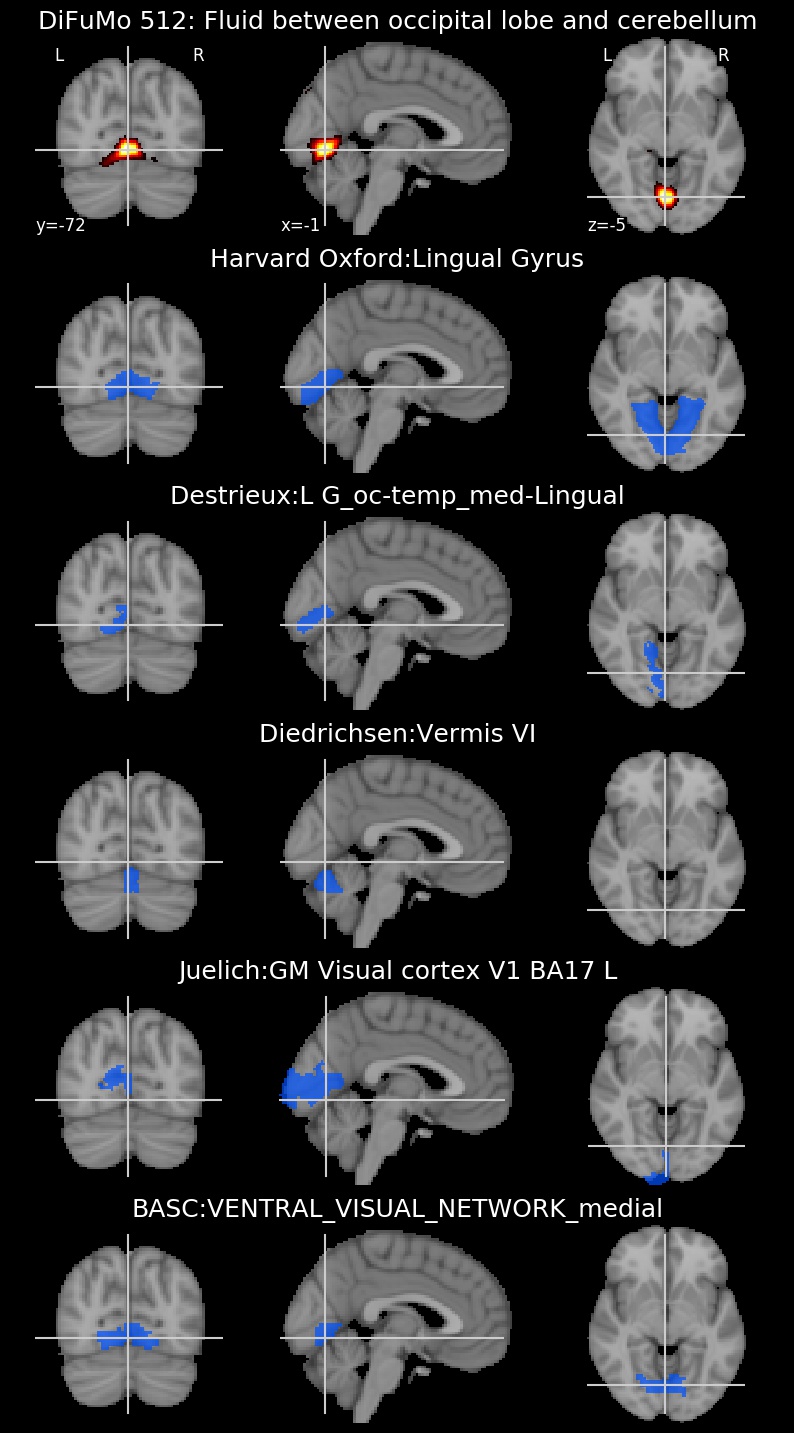 DiFuMo 512: Fluid between occipital lobe and cerebellum
L R L R
y=-72 x=-1 z=-5
Harvard Oxford:Lingual Gyrus
Destrieux:L G_oc-temp_med-Lingual
Diedrichsen:Vermis VI
Juelich:GM Visual cortex V1 BA17 L
BASC:VENTRAL_VISUAL_NETWORK_medial